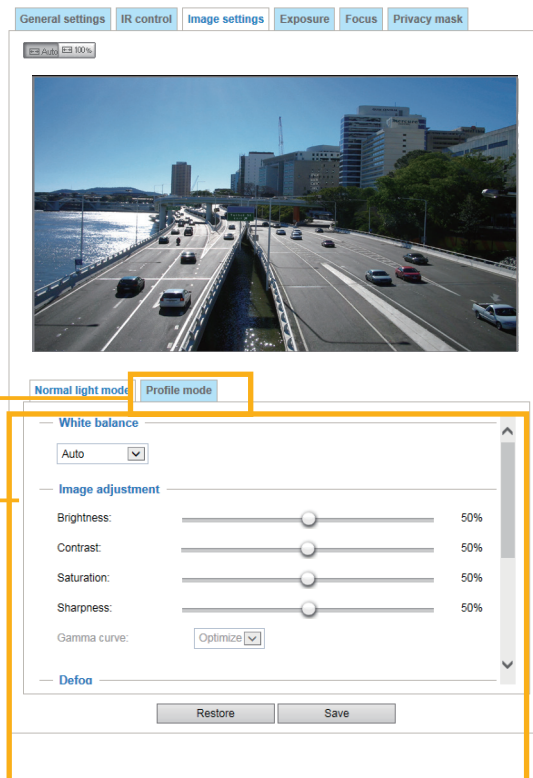 General settings IR control Image settings Exposure Focus Privacy mask
Auto 100%
Normal light mode Profile mode
White balance
Auto
Image adjustment
Brightness: 50%
Contrast: 50%
Saturation: 50%
Sharpness: 50%
Gamma curve: Optimize
Defog
Restore Save